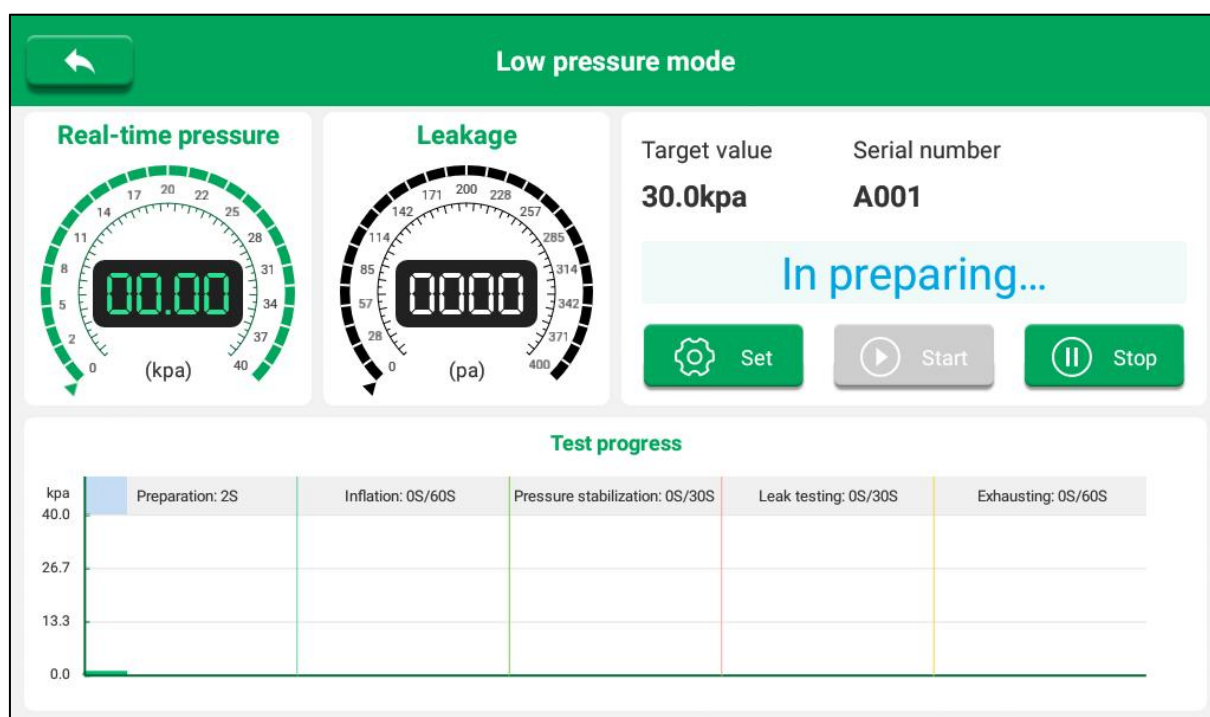 Low pressure mode
Real-time pressure
0 2 5 8 11 14 17 20 22 25 28 31 34 37 40
00.00
(kpa)
Leakage
0 28 57 85 114 142 171 200 228 257 285 314 342 371 400
0000
(pa)
Target value
Serial number
30.0kpa
A001
In preparing...
Set
Start
Stop
Test progress
kpa
Preparation: 2S
Inflation: 0S/60S
Pressure stabilization: 0S/30S
Leak testing: 0S/30S
Exhausting: 0S/60S
40.0
26.7
13.3
0.0